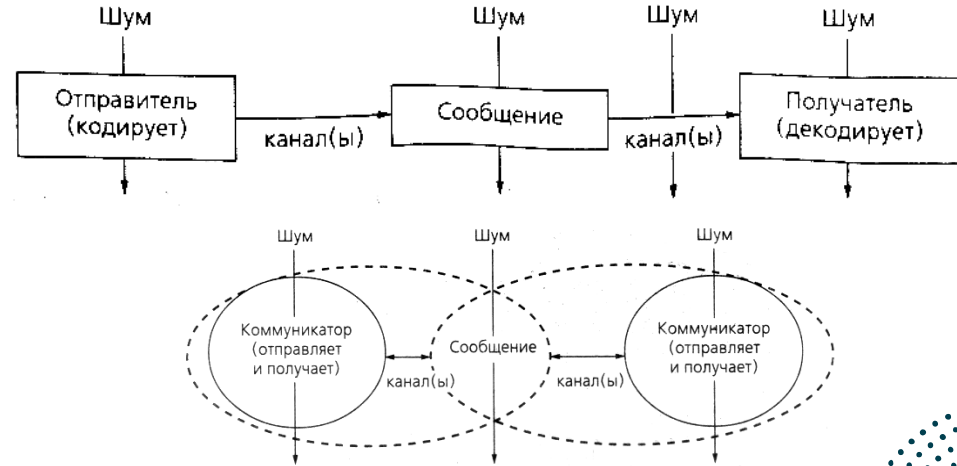 Шум
Шум
Шум
Шум
Отправитель
(кодирует)
канал(ы)
Сообщение
канал(ы)
Получатель
(декодирует)
Шум
Шум
Шум
Коммуникатор
(отправляет
и получает)
канал(ы)
Сообщение
канал(ы)
Коммуникатор
(отправляет
и получает)